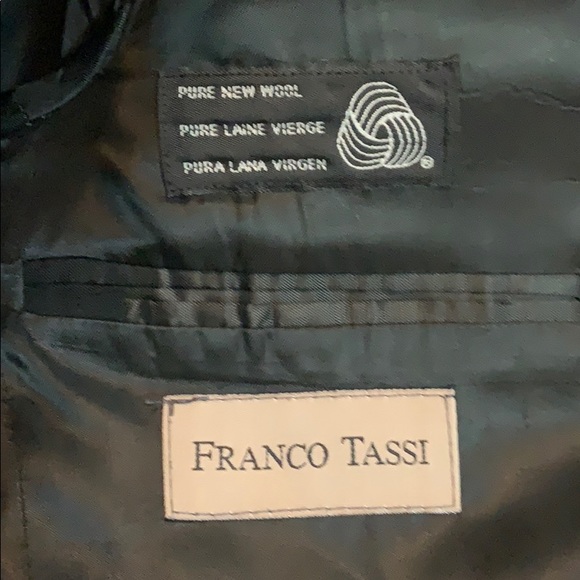 PURE NEW WOOL
PURE LAINE VIERGE
PURA LANA VIRGEN
®
FRANCO TASSI